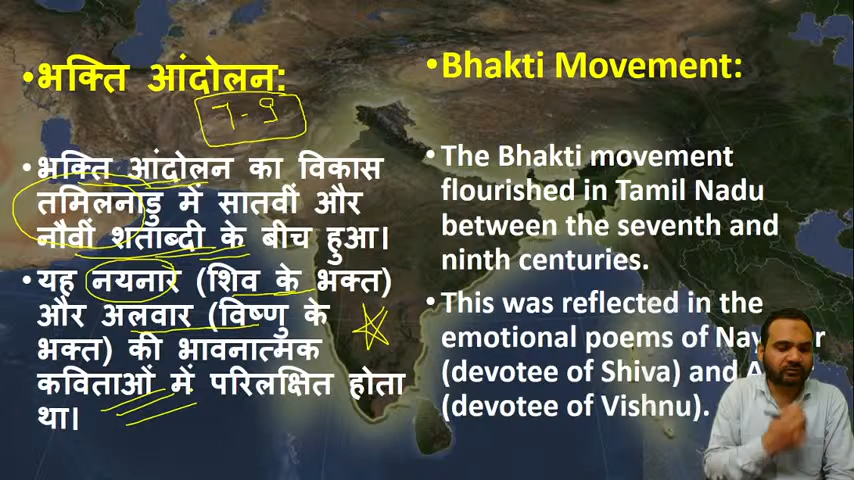 •भक्ति आंदोलन:
7-9
•भक्ति आंदोलन का विकास
तमिलनाडु में सातवीं और
नौवीं शताब्दी के बीच हुआ।
•यह नयनार (शिव के भक्त)
और अलवार (विष्णु के
भक्त) की भावनात्मक
कविताओं में परिलक्षित होता
था।
•Bhakti Movement:
•The Bhakti movement
flourished in Tamil Nadu
between the seventh and
ninth centuries.
•This was reflected in the
emotional poems of
(devotee of Shiva) and
(devotee of Vishnu).